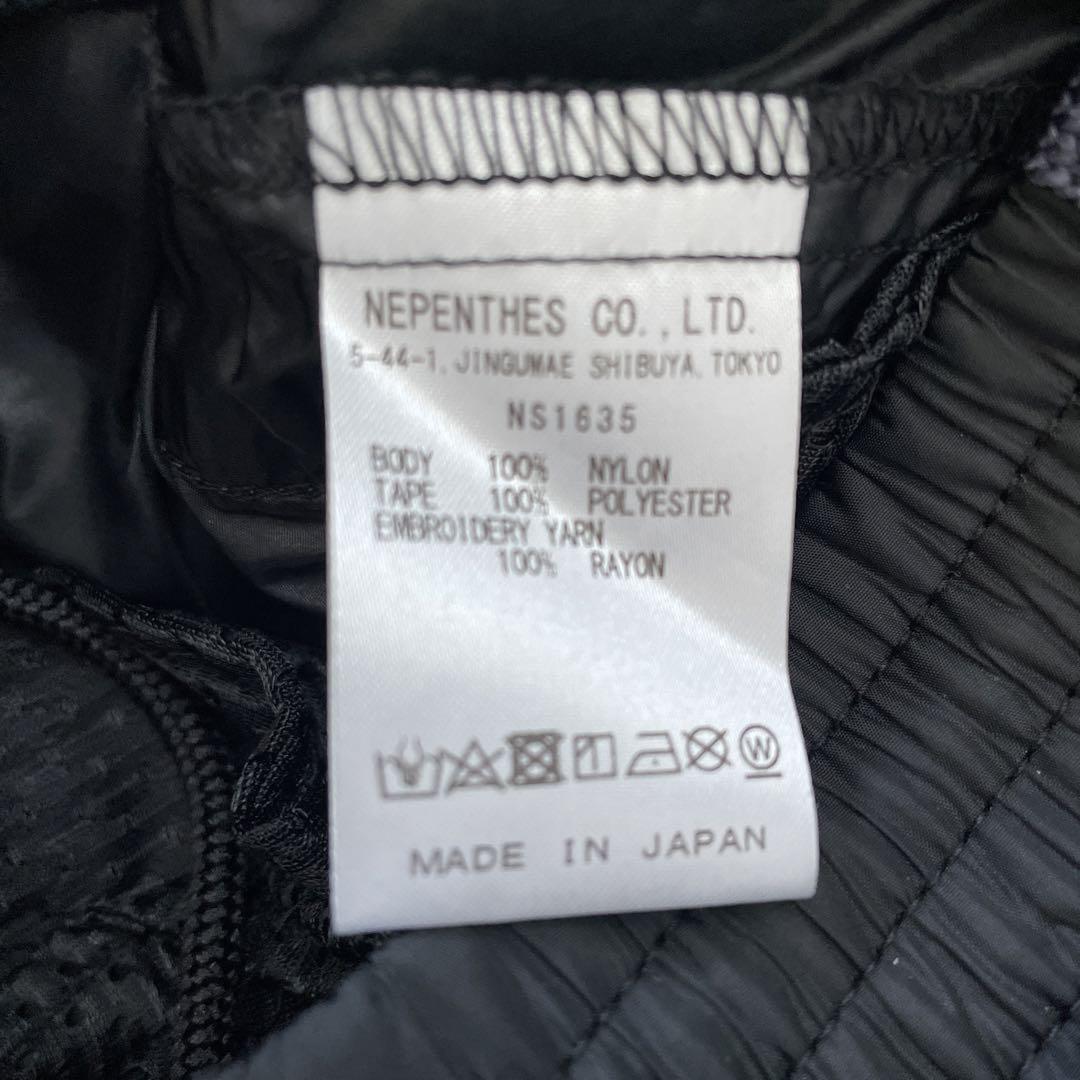 NEPENTHES CO.,LTD.
5-44-1, JINGUMAE SHIBUYA, TOKYO
NS1635
BODY 100% NYLON
TAPE 100% POLYESTER
EMBROIDERY YARN
100% RAYON
W
MADE IN JAPAN